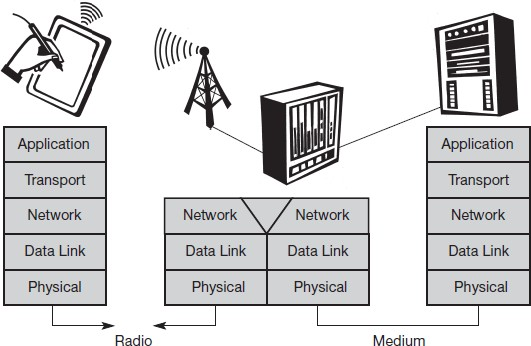 Application
Transport
Network
Data Link
Physical
Network Network
Data Link Data Link
Physical Physical
Application
Transport
Network
Data Link
Physical
Radio
Medium